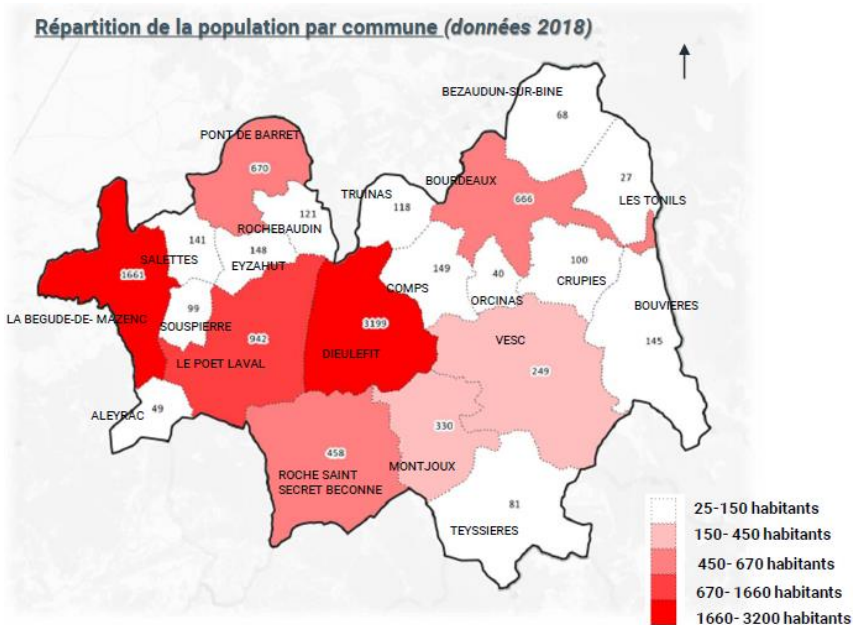 Répartition de la population par commune (données 2018)
BEZAUDUN-SUR-BINE
68
PONT DE BARRET
670
BOURDEAUX
27
TRUINAS
666
LES TONILS
121
118
ROCHEBAUDIN
141
148
SALETTES
EYZAHUT
1661
149
40
100
COMPS
CRUPIES
ORCINAS
99
BOUVIERES
LA BEGUDE-DE- MAZENC
SOUSPIERRE
3199
942
VESC
145
LE POET LAVAL
DIEULEFIT
249
49
ALEYRAC
330
458
MONTJOUX
ROCHE SAINT
SECRET BECONNE
81
TEYSSIERES
25-150 habitants
150- 450 habitants
450- 670 habitants
670- 1660 habitants
1660- 3200 habitants